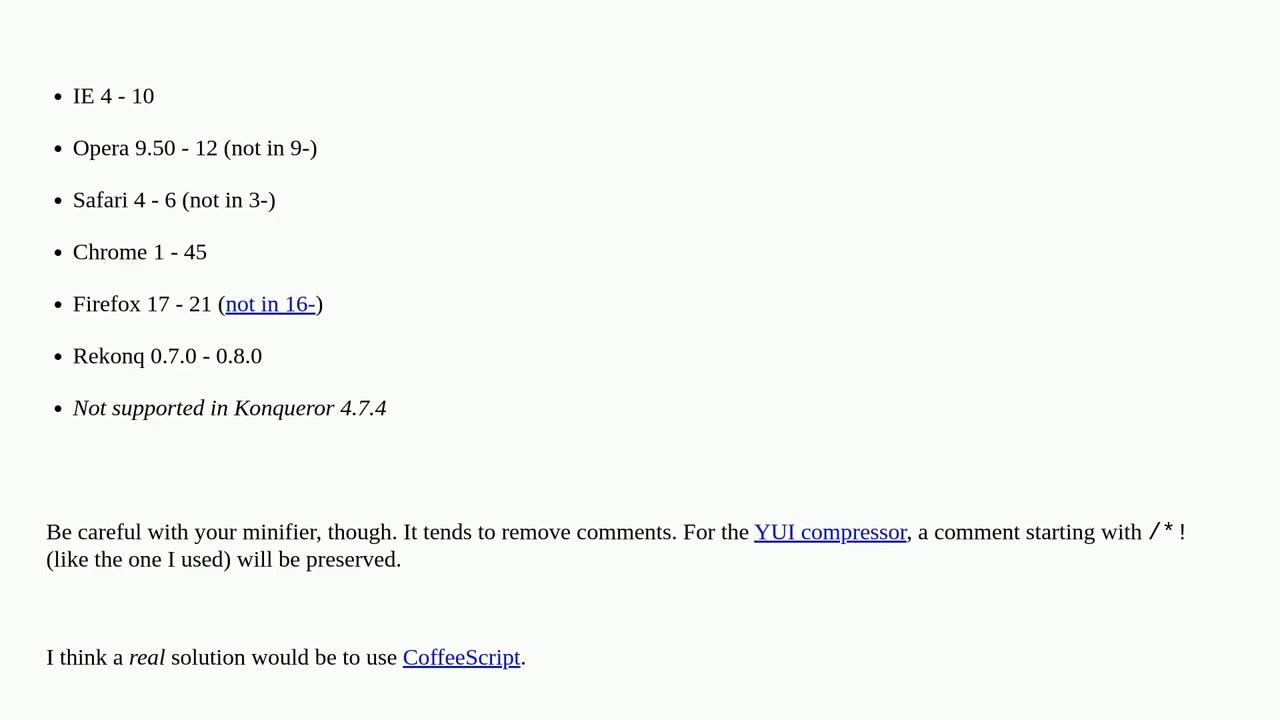 • IE 4 - 10
• Opera 9.50 - 12 (not in 9-)
• Safari 4 - 6 (not in 3-)
• Chrome 1 - 45
• Firefox 17 - 21 (not in 16-)
• Rekonq 0.7.0 - 0.8.0
• Not supported in Konqueror 4.7.4
Be careful with your minifier, though. It tends to remove comments. For the YUI compressor, a comment starting with /*!
(like the one I used) will be preserved.
I think a real solution would be to use CoffeeScript.